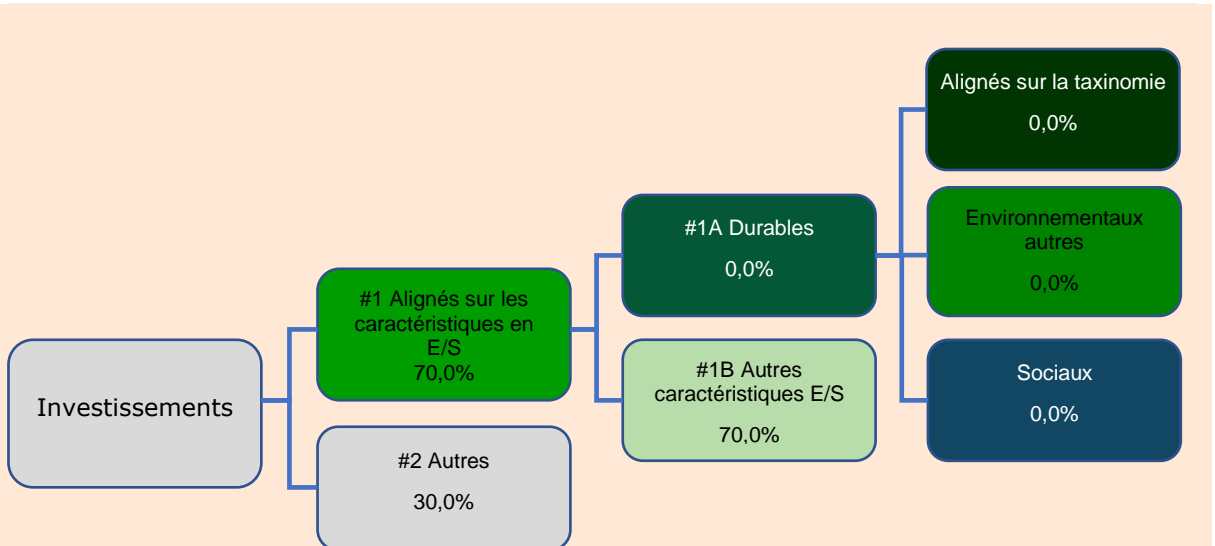 Investissements
#1 Alignés sur les
caractéristiques en
E/S
70,0%
#2 Autres
30,0%
#1A Durables
0,0%
#1B Autres
caractéristiques E/S
70,0%
Alignés sur la taxinomie
0,0%
Environnementaux
autres
0,0%
Sociaux
0,0%